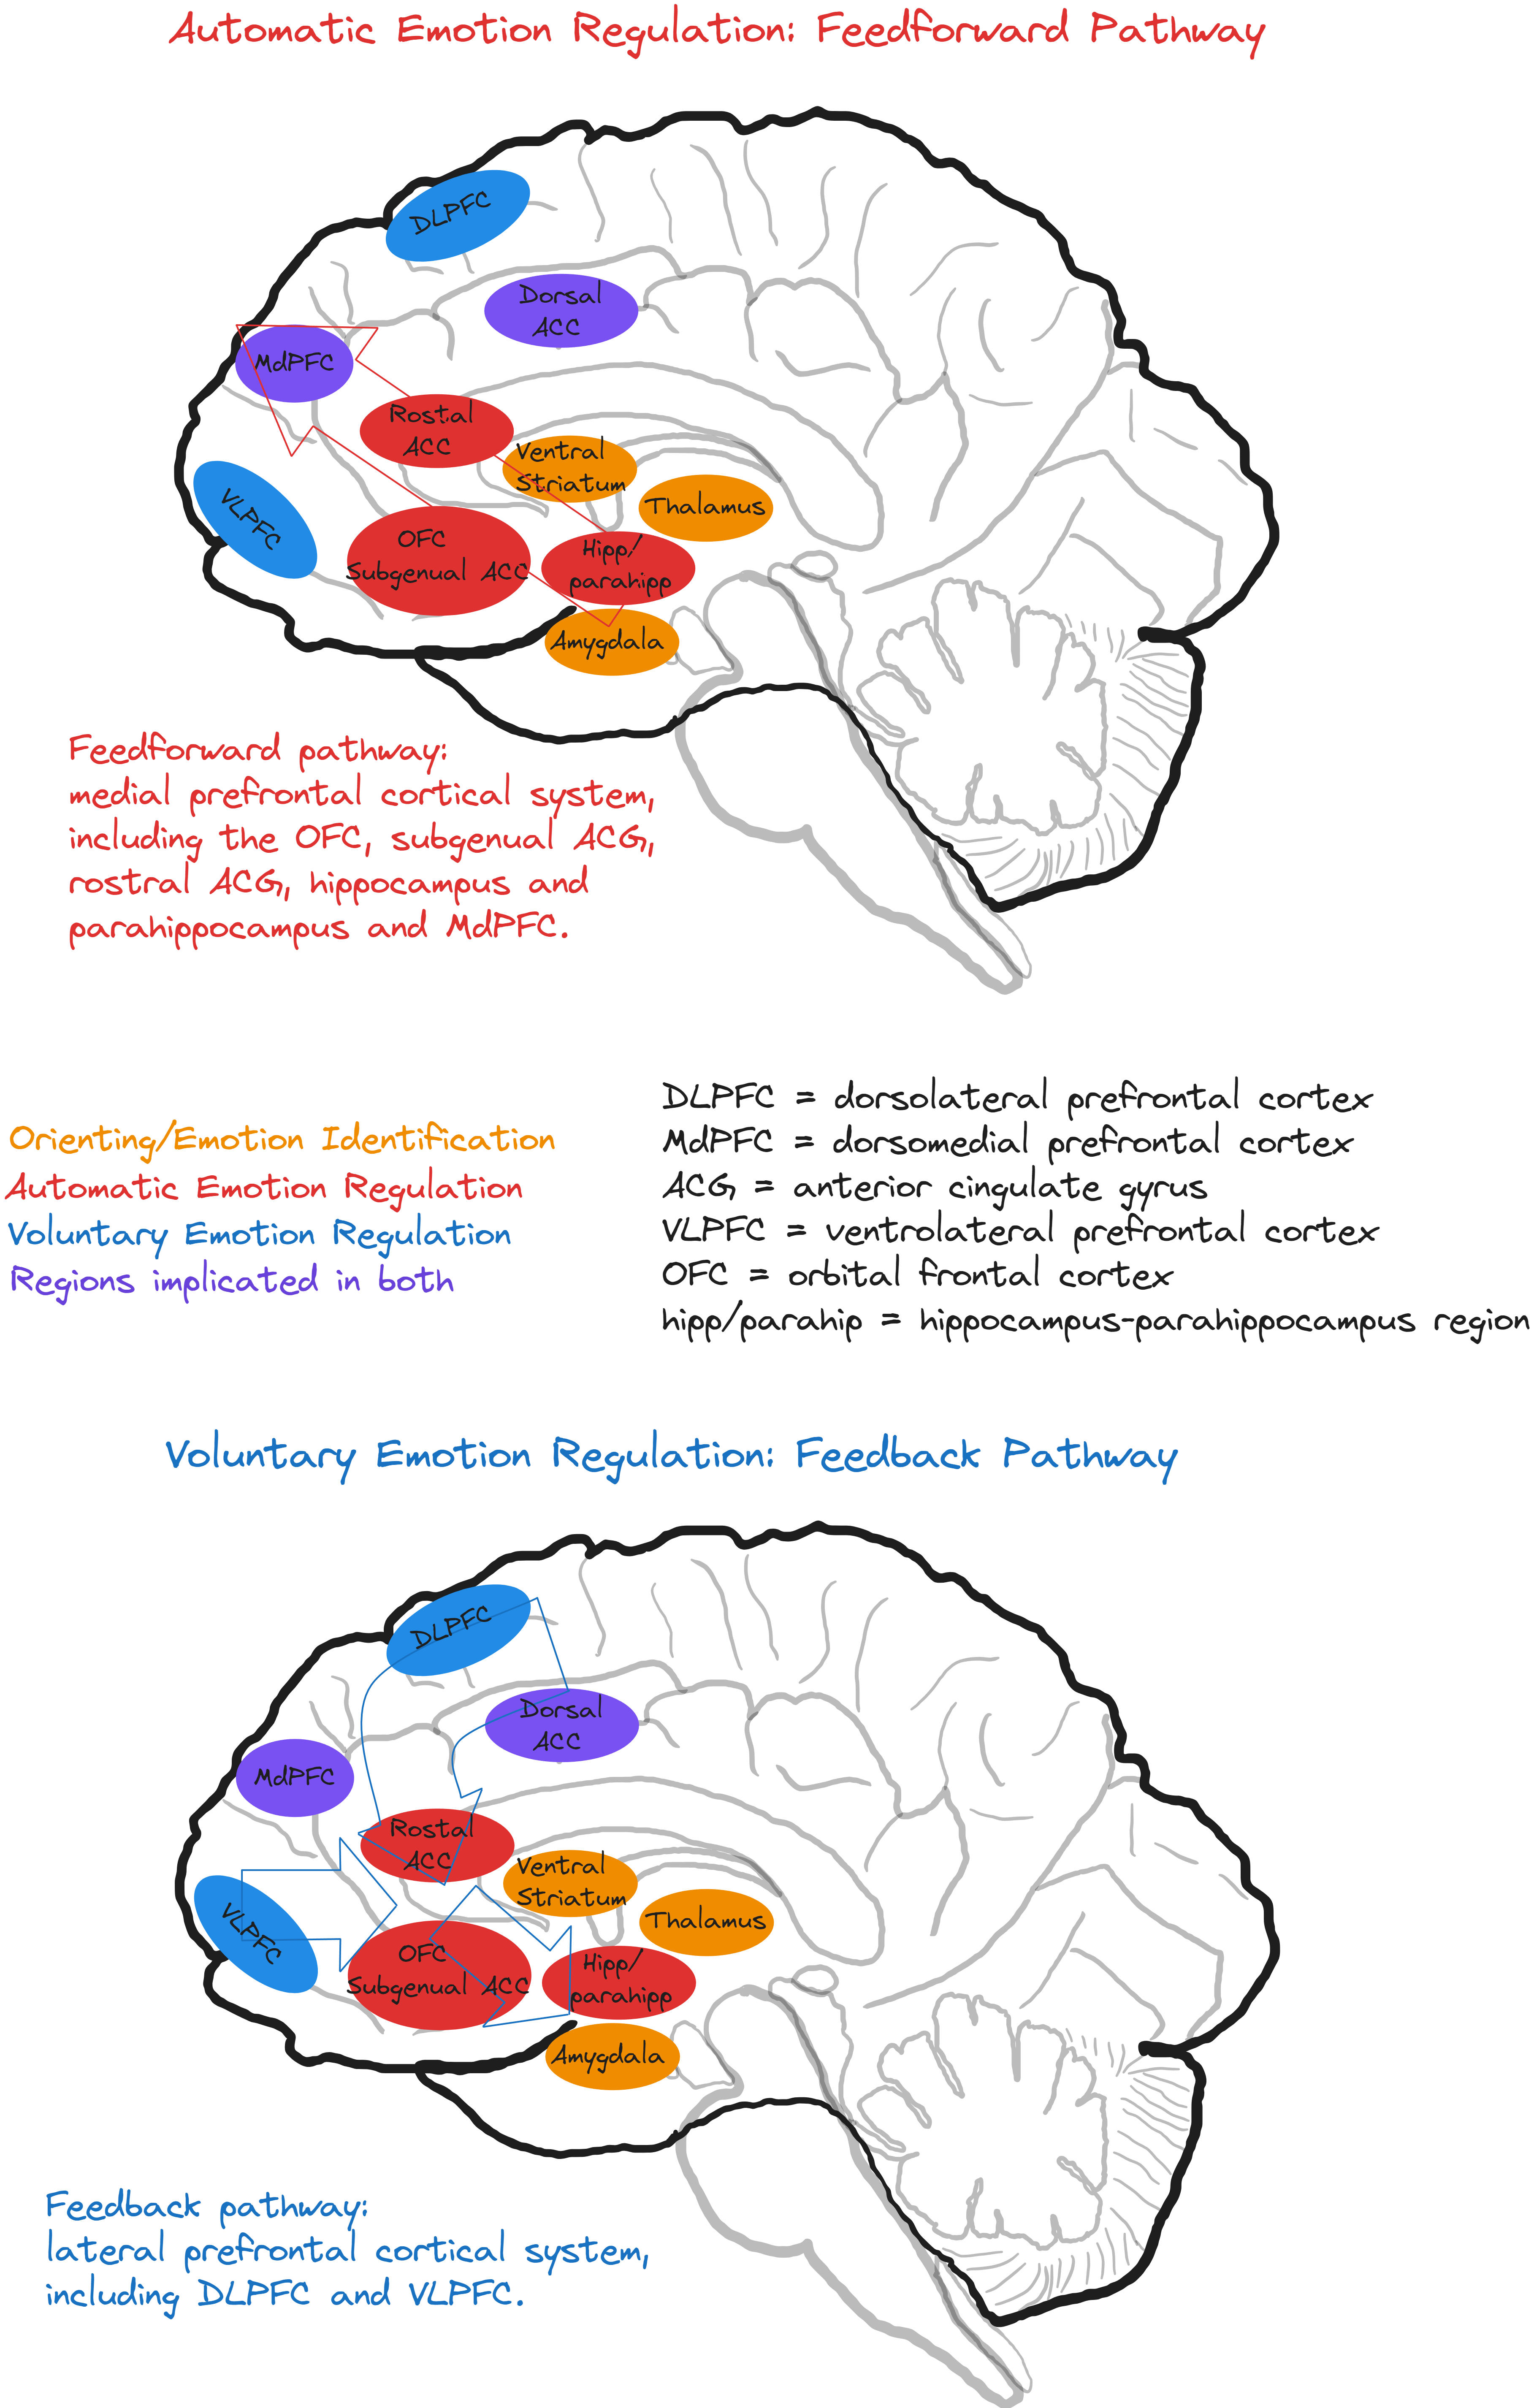 Automatic Emotion Regulation: Feedforward Pathway
DLPFC
Dorsal
ACC
MdPFC
Rostal
ACC
Ventral
Striatum
Thalamus
VLPFC
OFC
Subgenual ACC
Hipp/
parahipp
Amygdala
Feedforward pathway:
medial prefrontal cortical system,
including the OFC, subgenual ACG,
rostral ACG, hippocampus and
parahippocampus and MdPFC.
Orienting/Emotion Identification
Automatic Emotion Regulation
Voluntary Emotion Regulation
Regions implicated in both
DLPFC = dorsolateral prefrontal cortex
MdPFC = dorsomedial prefrontal cortex
ACG = anterior cingulate gyrus
VLPFC = ventrolateral prefrontal cortex
OFC = orbital frontal cortex
hipp/parahip = hippocampus-parahippocampus region
Voluntary Emotion Regulation: Feedback Pathway
DLPFC
Dorsal
ACC
MdPFC
Rostal
ACC
Ventral
Striatum
Thalamus
VLPFC
OFC
Subgenual ACC
Hipp/
parahipp
Amygdala
Feedback pathway:
lateral prefrontal cortical system,
including DLPFC and VLPFC.